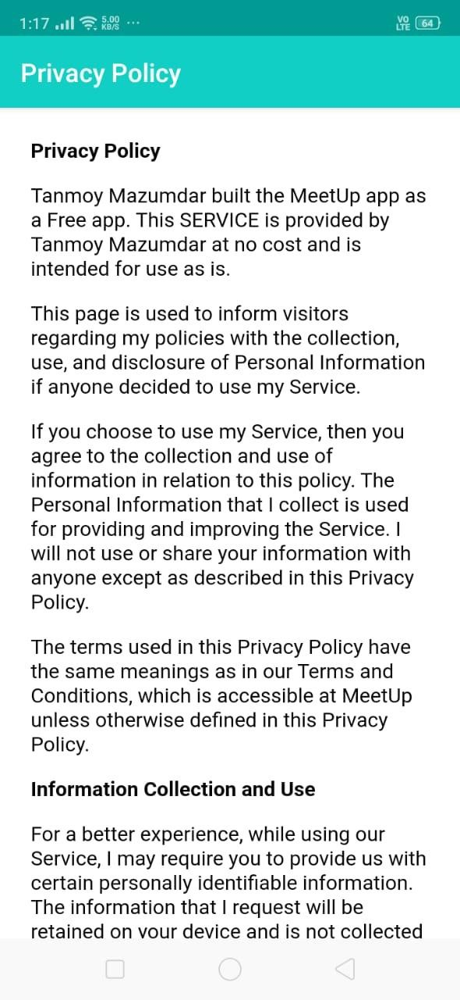 1:17 5.00 KB/S ... VO LTE 64
Privacy Policy
Privacy Policy
Tanmoy Mazumdar built the MeetUp app as
a Free app. This SERVICE is provided by
Tanmoy Mazumdar at no cost and is
intended for use as is.
This page is used to inform visitors
regarding my policies with the collection,
use, and disclosure of Personal Information
if anyone decided to use my Service.
If you choose to use my Service, then you
agree to the collection and use of
information in relation to this policy. The
Personal Information that I collect is used
for providing and improving the Service. I
will not use or share your information with
anyone except as described in this Privacy
Policy.
The terms used in this Privacy Policy have
the same meanings as in our Terms and
Conditions, which is accessible at MeetUp
unless otherwise defined in this Privacy
Policy.
Information Collection and Use
For a better experience, while using our
Service, I may require you to provide us with
certain personally identifiable information.
The information that I request will be
retained on your device and is not collected